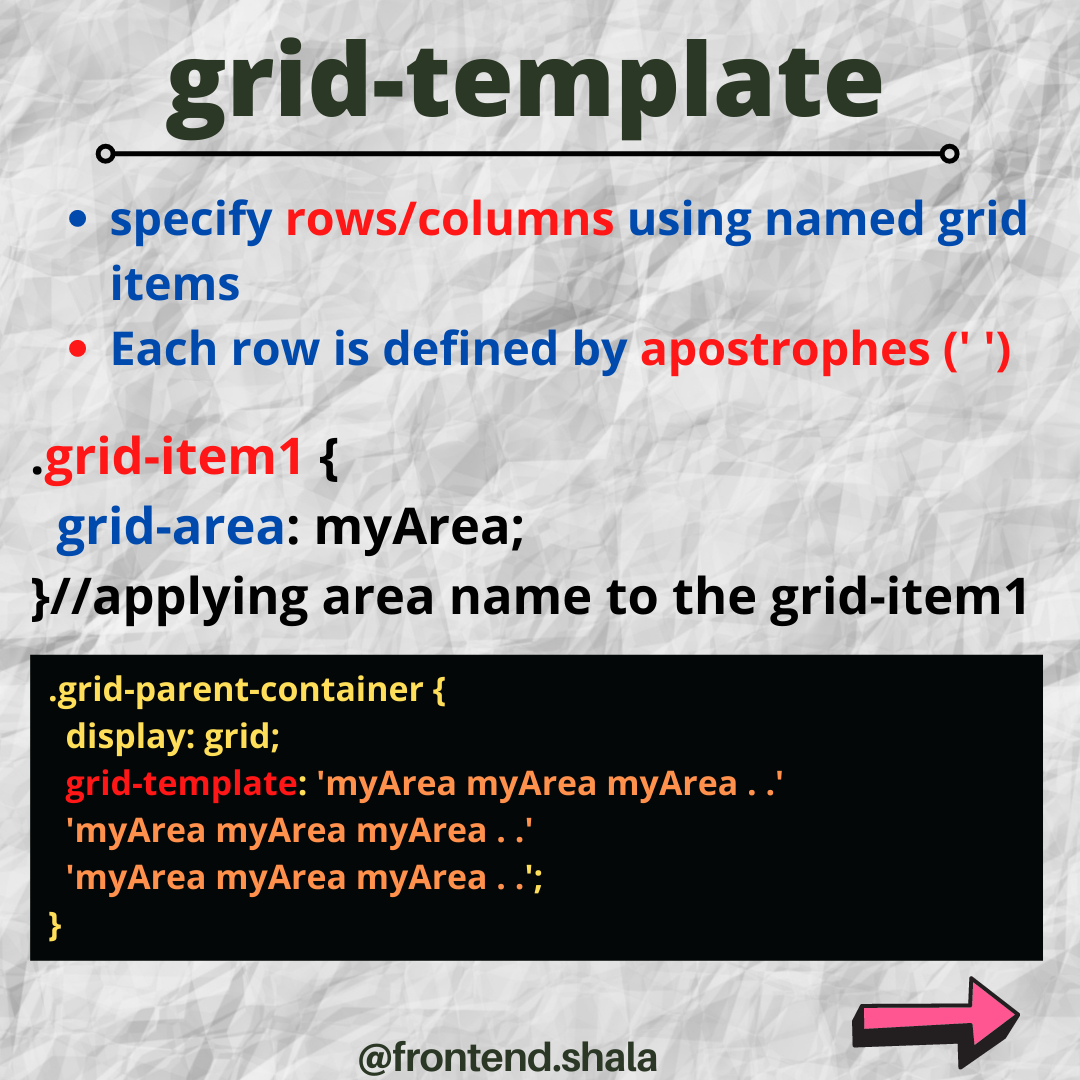 grid-template
• specify rows/columns using named grid
items
• Each row is defined by apostrophes (' ')
.grid-item1 {
grid-area: myArea;
}//applying area name to the grid-item1
.grid-parent-container {
display: grid;
grid-template: 'myArea myArea myArea . .'
'myArea myArea myArea . .'
'myArea myArea myArea . .';
}
@frontend.shala